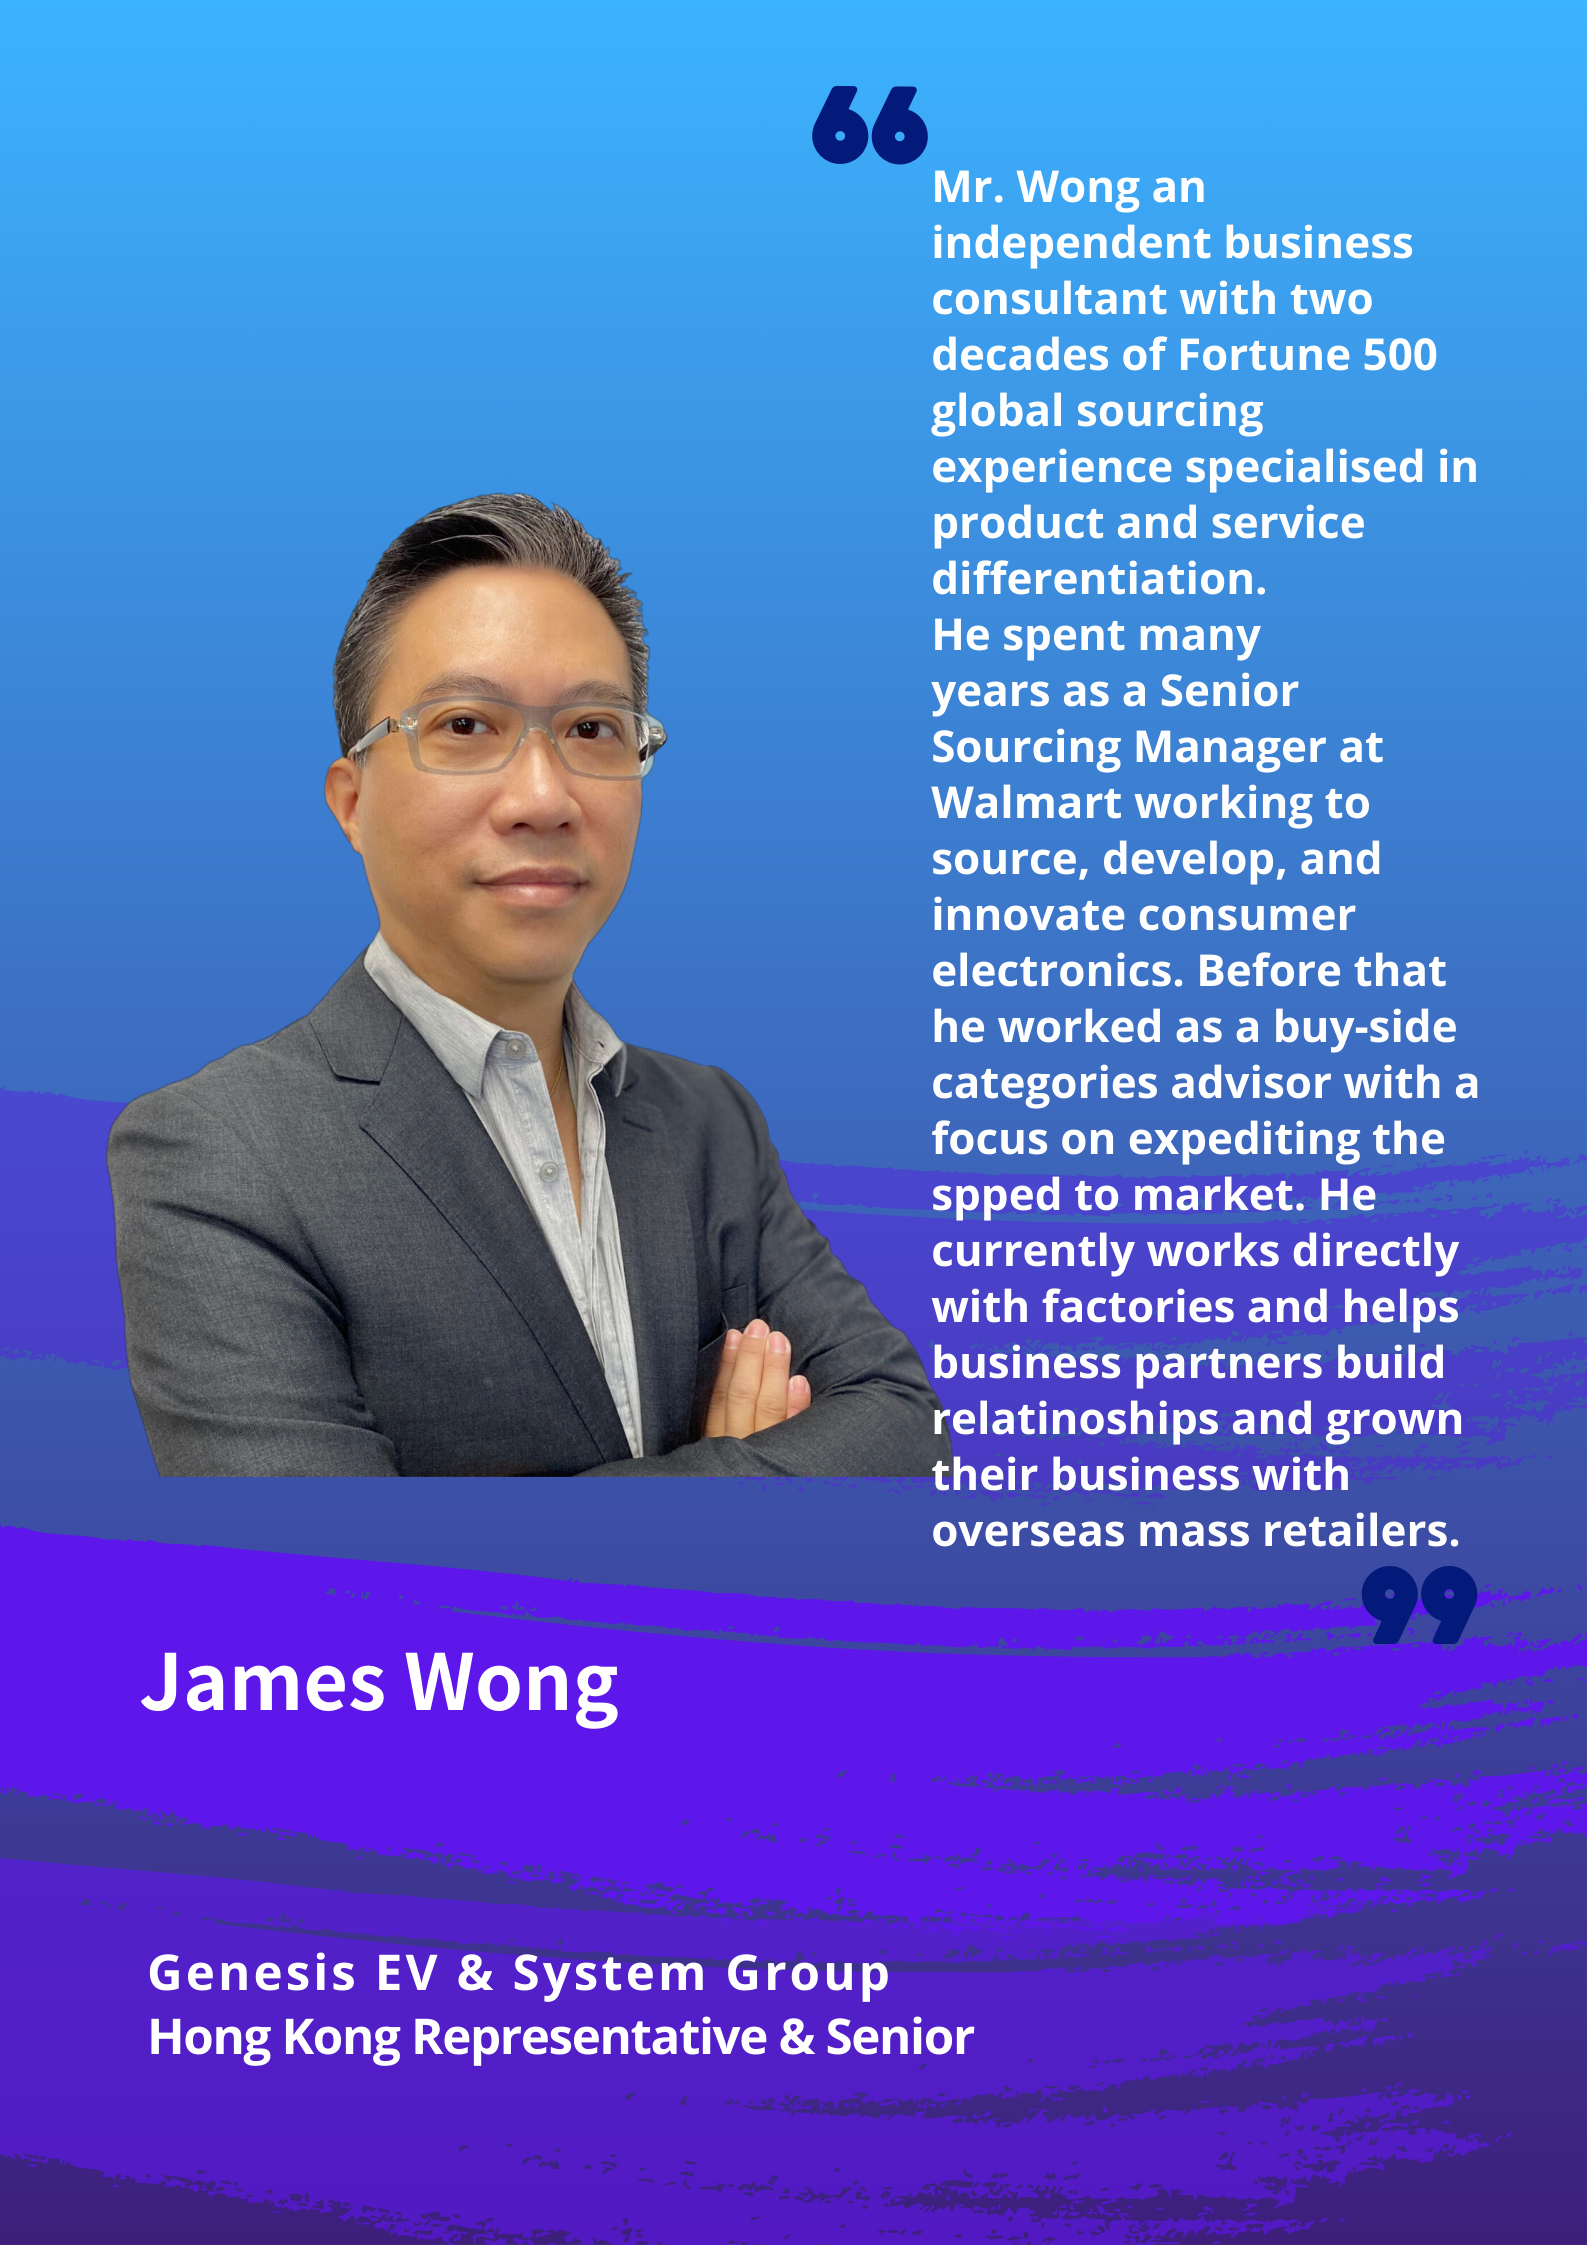 Mr. Wong an
independent business
consultant with two
decades of Fortune 500
global sourcing
experience specialised in
product and service
differentiation.
He spent many
years as a Senior
Sourcing Manager at
Walmart working to
source, develop, and
innovate consumer
electronics. Before that
he worked as a buy-side
categories advisor with a
focus on expediting the
spped to market. He
currently works directly
with factories and helps
business partners build
relatinoships and grown
their business with
overseas mass retailers.
James Wong
Genesis EV & System Group
Hong Kong Representative & Senior